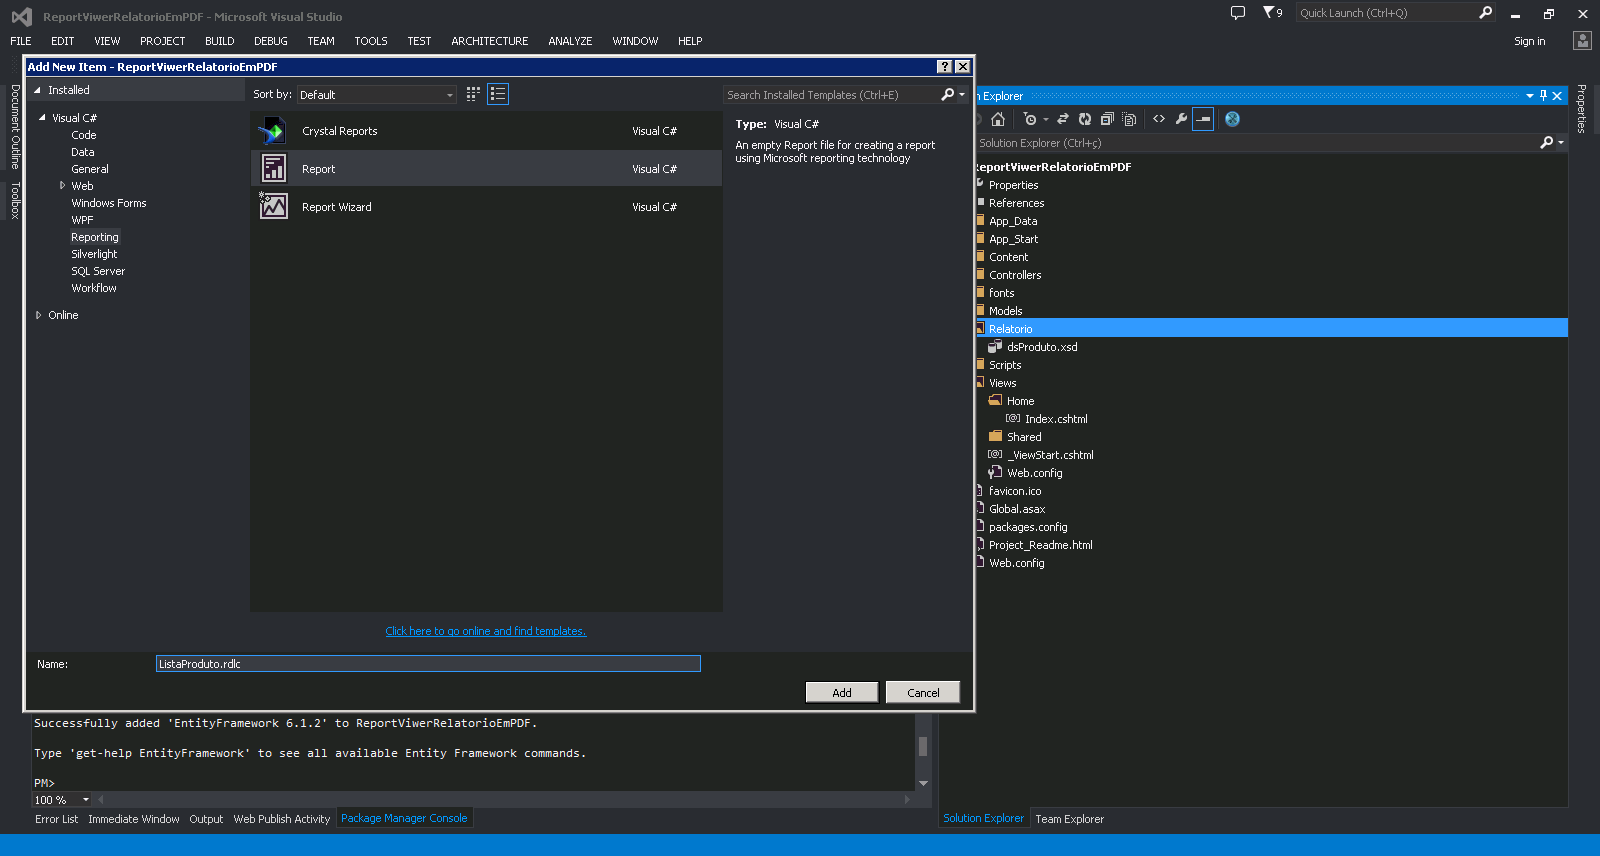 ReportViwerRelatorioEmPDF - Microsoft Visual Studio
9
Quick Launch (Ctrl+Q)
FILE EDIT VIEW PROJECT BUILD DEBUG TEAM TOOLS TEST ARCHITECTURE ANALYZE WINDOW HELP
Sign in
Document Outline
Toolbox
Add New Item - ReportViwerRelatorioEmPDF
Installed
Visual C#
Code
Data
General
Web
Windows Forms
WPF
Reporting
Silverlight
SQL Server
Workflow
Online
Sort by: Default
Search Installed Templates (Ctrl+E)
Crystal Reports Visual C#
Report Visual C#
Report Wizard Visual C#
Type: Visual C#
An empty Report file for creating a report
using Microsoft reporting technology
Click here to go online and find templates.
Name: ListaProduto.rdlc
Add Cancel
Explorer
Properties
Solution Explorer (Ctrl+ç)
ReportViwerRelatorioEmPDF
Properties
References
App_Data
App_Start
Content
Controllers
fonts
Models
Relatorio
dsProduto.xsd
Scripts
Views
Home
Index.cshtml
Shared
_ViewStart.cshtml
Web.config
favicon.ico
Global.asax
packages.config
Project_Readme.html
Web.config
Successfully added 'EntityFramework 6.1.2' to ReportViwerRelatorioEmPDF.
Type 'get-help EntityFramework' to see all available Entity Framework commands.
PM>
100 %
Error List Immediate Window Output Web Publish Activity Package Manager Console
Solution Explorer Team Explorer